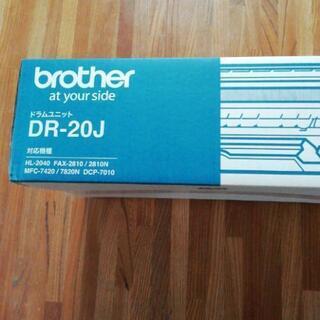 brother
at your side
ドラムユニット
DR-20J
対応機種
HL-2040 FAX-2810 / 2810N
MFC-7420 / 7820N DCP-7010